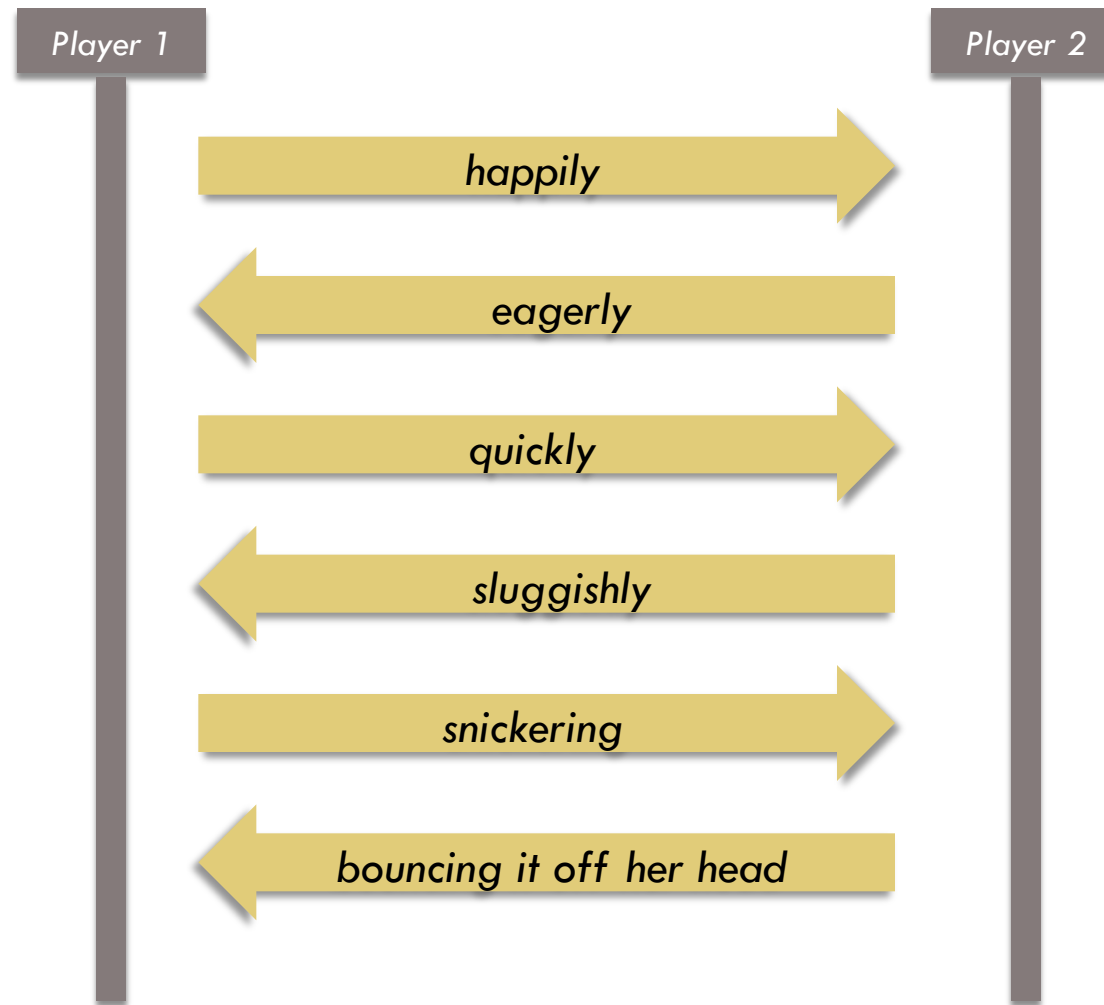 Player 1
Player 2
happily
eagerly
quickly
sluggishly
snickering
bouncing it off her head